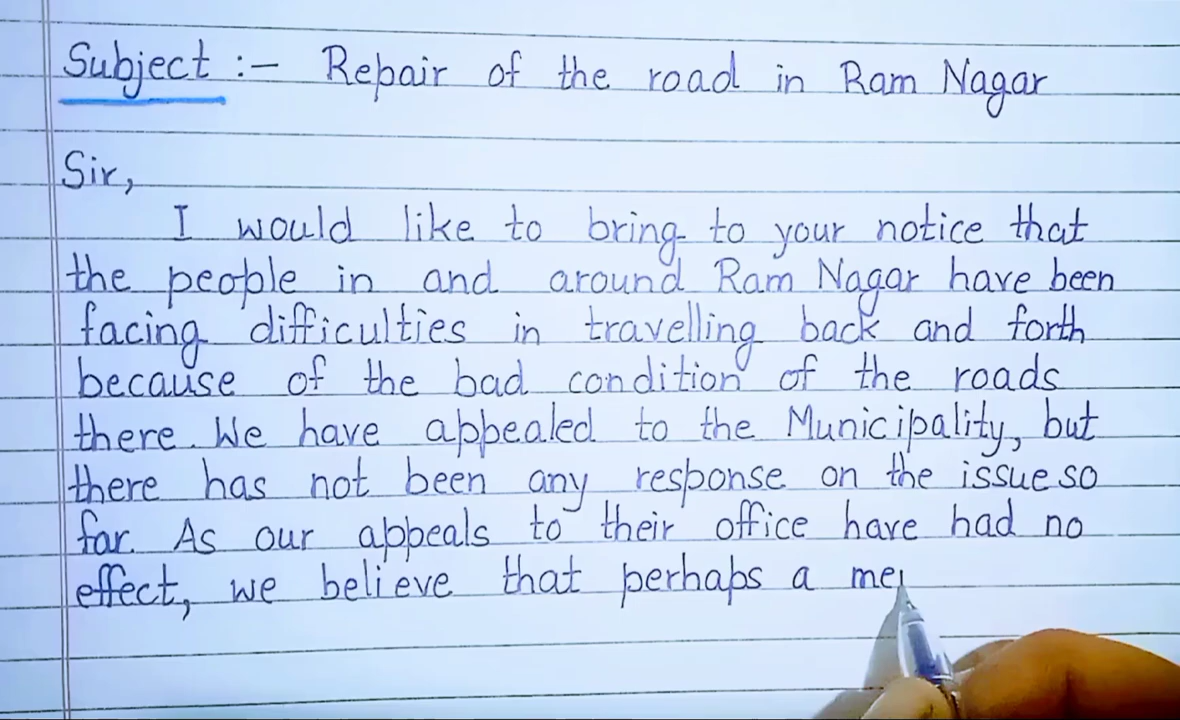 Subject :- Repair of the road in Ram Nagar
Sir,
I would like to bring to your notice that
the people in and around Ram Nagar have been
facing difficulties in travelling back and forth
because of the bad condition of the roads
there. We have appealed to the Municipality, but
there has not been any response on the issue so
far. As our appeals to their office have had no
effect, we believe that perhaps a